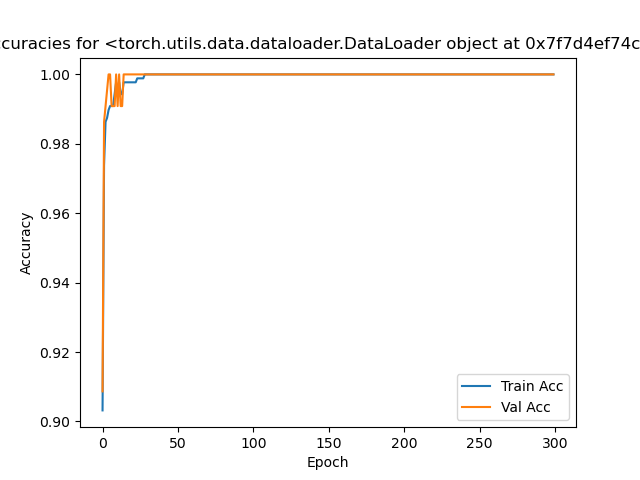 ccuracies for <torch.utils.data.dataloader.DataLoader object at 0x7f7d4ef74c
1.00
0.98
0.96
0.94
0.92
0.90
Accuracy
0
50
100
150
200
250
300
Epoch
Train Acc
Val Acc